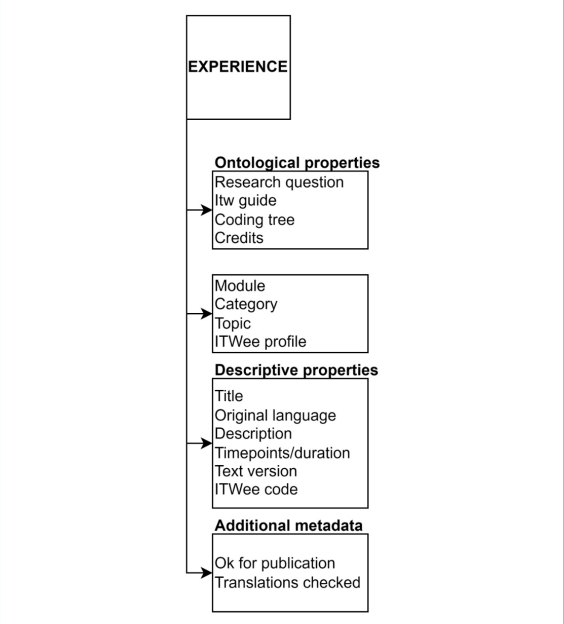 EXPERIENCE
Ontological properties
Research question
Itw guide
Coding tree
Credits
Module
Category
Topic
ITWee profile
Descriptive properties
Title
Original language
Description
Timepoints/duration
Text version
ITWee code
Additional metadata
Ok for publication
Translations checked